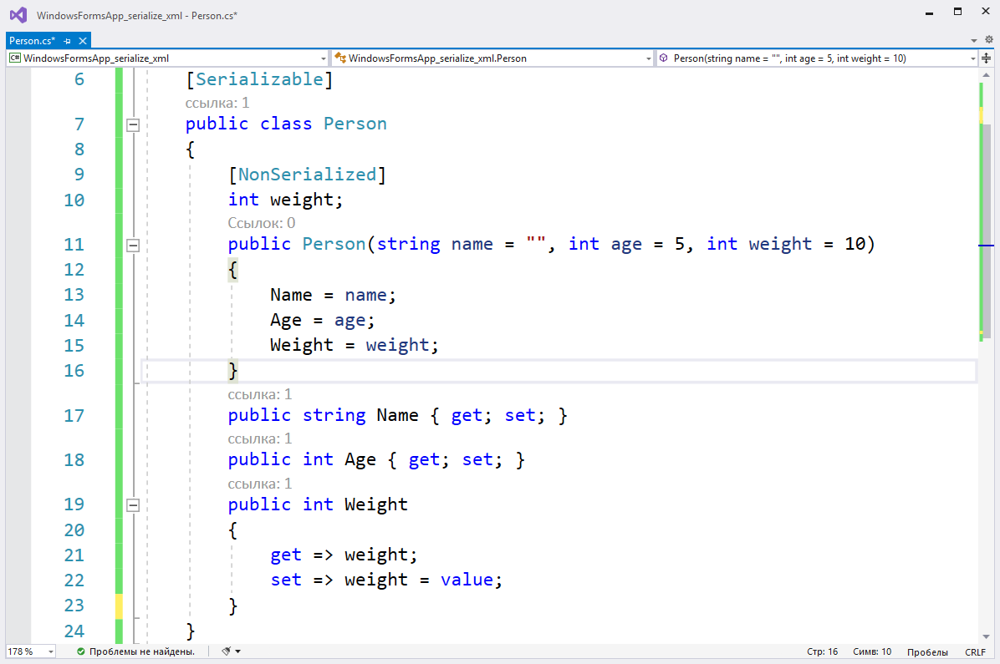 WindowsFormsApp_serialize_xml - Person.cs*
Person.cs*
C# WindowsFormsApp_serialize_xml WindowsFormsApp_serialize_xml.Person Person(string name = "", int age = 5, int weight = 10)
6 [Serializable]
ссылка: 1
7 public class Person
8 {
9 [NonSerialized]
10 int weight;
Ссылок: 0
11 public Person(string name = "", int age = 5, int weight = 10)
12 {
13 Name = name;
14 Age = age;
15 Weight = weight;
16 }
ссылка: 1
17 public string Name { get; set; }
ссылка: 1
18 public int Age { get; set; }
ссылка: 1
19 public int Weight
20 {
21 get => weight;
22 set => weight = value;
23 }
24 }
178 % Проблемы не найдены. Стр: 16 Симв: 10 Пробелы CRLF